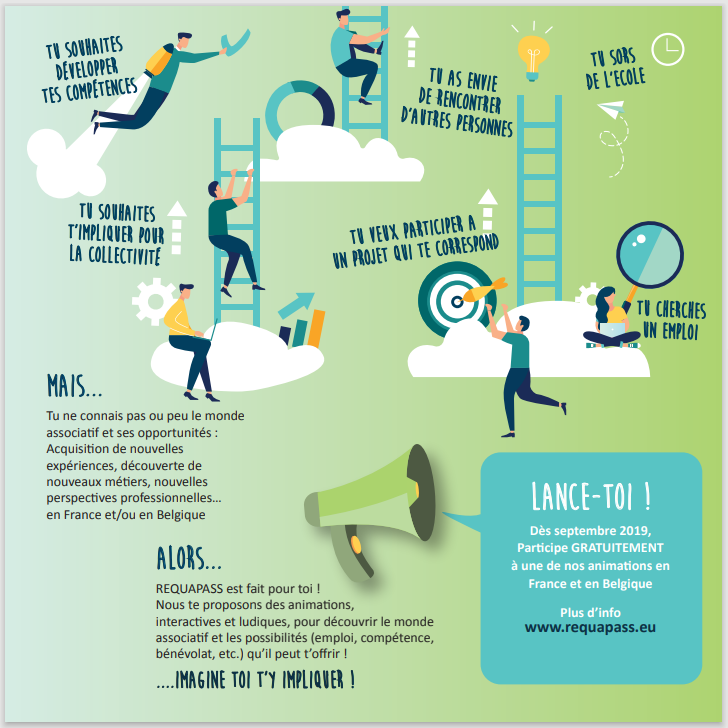 TU SOUHAITES
DÉVELOPPER
TES COMPÉTENCES
TU AS ENVIE
DE RENCONTRER
D'AUTRES PERSONNES
TU SORS
DE L'ECOLE
TU SOUHAITES
T'IMPLIQUER POUR
LA COLLECTIVITÉ
TU VEUX PARTICIPER A
UN PROJET QUI TE CORRESPOND
TU CHERCHES
UN EMPLOI
MAIS...
Tu ne connais pas ou peu le monde
associatif et ses opportunités :
Acquisition de nouvelles
expériences, découverte de
nouveaux métiers, nouvelles
perspectives professionnelles...
en France et/ou en Belgique
ALORS...
REQUAPASS est fait pour toi !
Nous te proposons des animations,
interactives et ludiques, pour découvrir le monde
associatif et les possibilités (emploi, compétence,
bénévolat, etc.) qu'il peut t'offrir !
....IMAGINE TOI T'Y IMPLIQUER !
LANCE-TOI !
Dès septembre 2019,
Participe GRATUITEMENT
à une de nos animations en
France et en Belgique
Plus d'info
www.requapass.eu